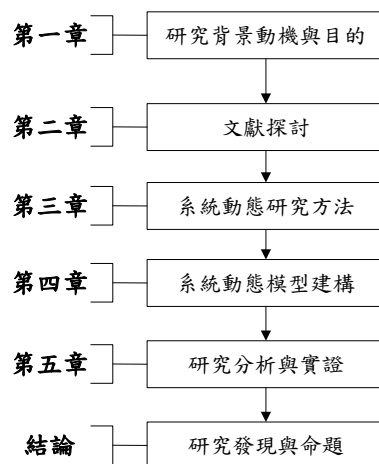 第一章 研究背景動機與目的
第二章 文獻探討
第三章 系統動態研究方法
第四章 系統動態模型建構
第五章 研究分析與實證
結論 研究發現與命題